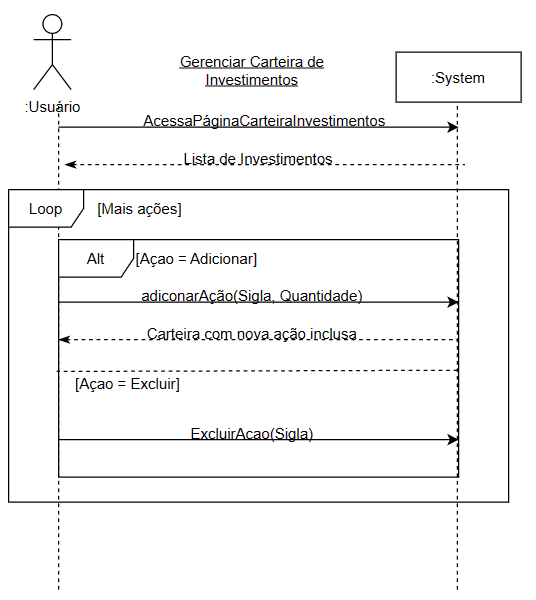 Gerenciar Carteira de
Investimentos
:System
:Usuário
AcessaPáginaCarteiraInvestimentos
Lista de Investimentos
Loop [Mais ações]
Alt [Açao = Adicionar]
adiconarAção(Sigla, Quantidade)
Carteira com nova ação inclusa
[Açao = Excluir]
ExcluirAcao(Sigla)